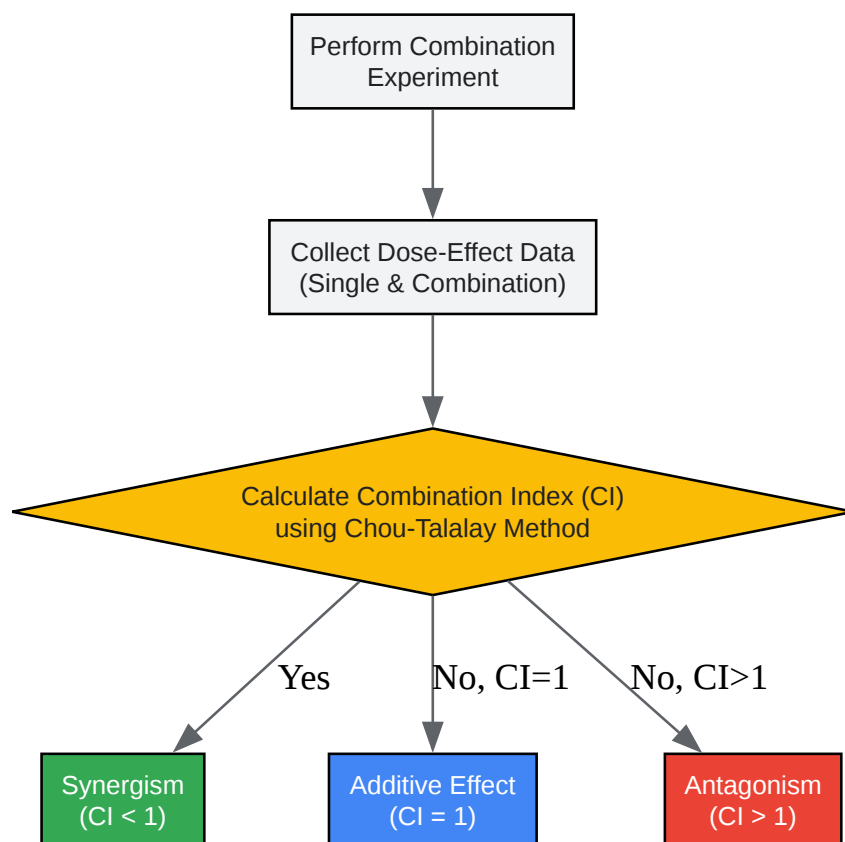 Perform Combination
Experiment
Collect Dose-Effect Data
(Single & Combination)
Calculate Combination Index (CI)
using Chou-Talalay Method
Yes
No, CI=1
No, CI>1
Synergism
(CI < 1)
Additive Effect
(CI = 1)
Antagonism
(CI > 1)